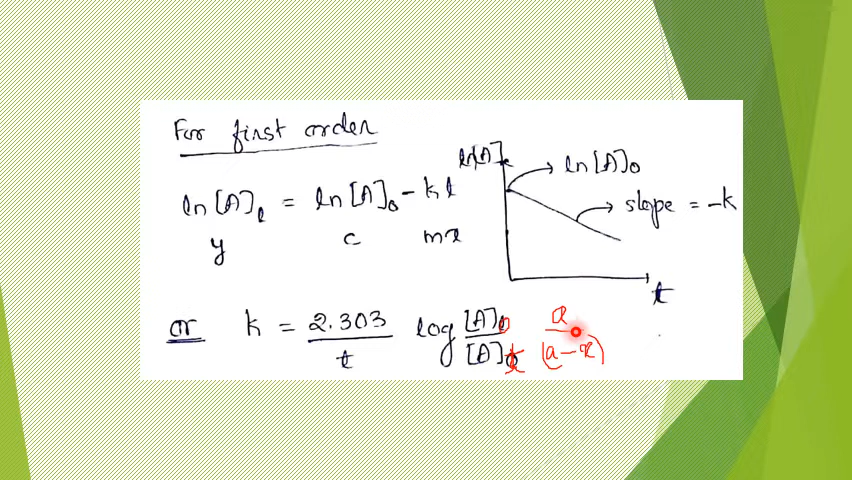 For first order
ln[A]t = ln[A]0 - kt
y c mx
ln[A]t
ln[A]0
slope = -k
t
or k = 2.303/t log [A]0/[A]t a/(a-x)